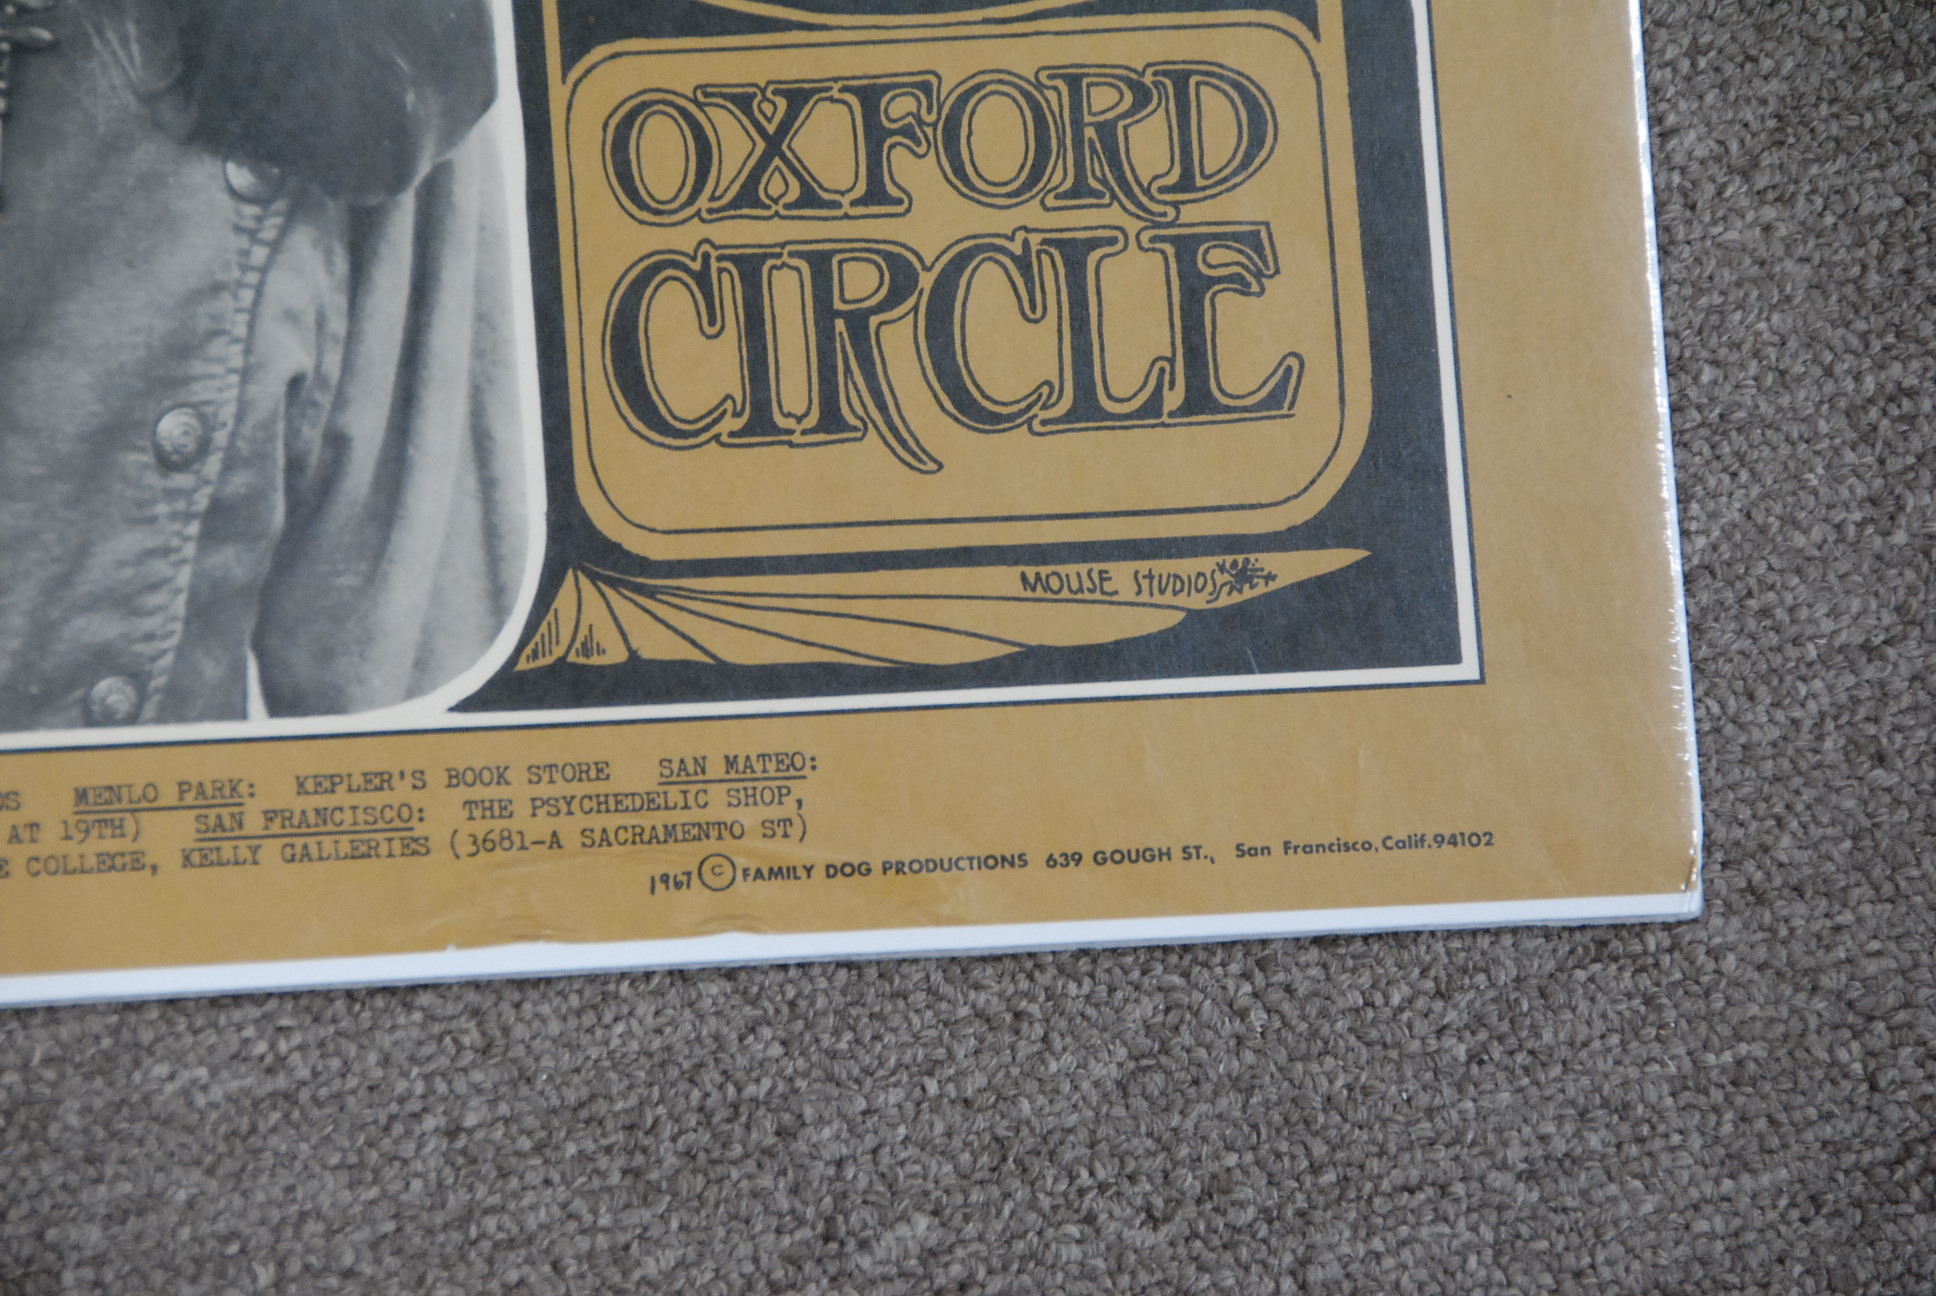 OXFORD
CIRCLE
MOUSE STUDIOS
MENLO PARK: KEPLER'S BOOK STORE SAN MATEO:
AT 19TH) SAN FRANCISCO: THE PSYCHEDELIC SHOP,
COLLEGE, KELLY GALLERIES (3681-A SACRAMENTO ST)
1967 © FAMILY DOG PRODUCTIONS 639 GOUGH ST., San Francisco, Calif. 94102